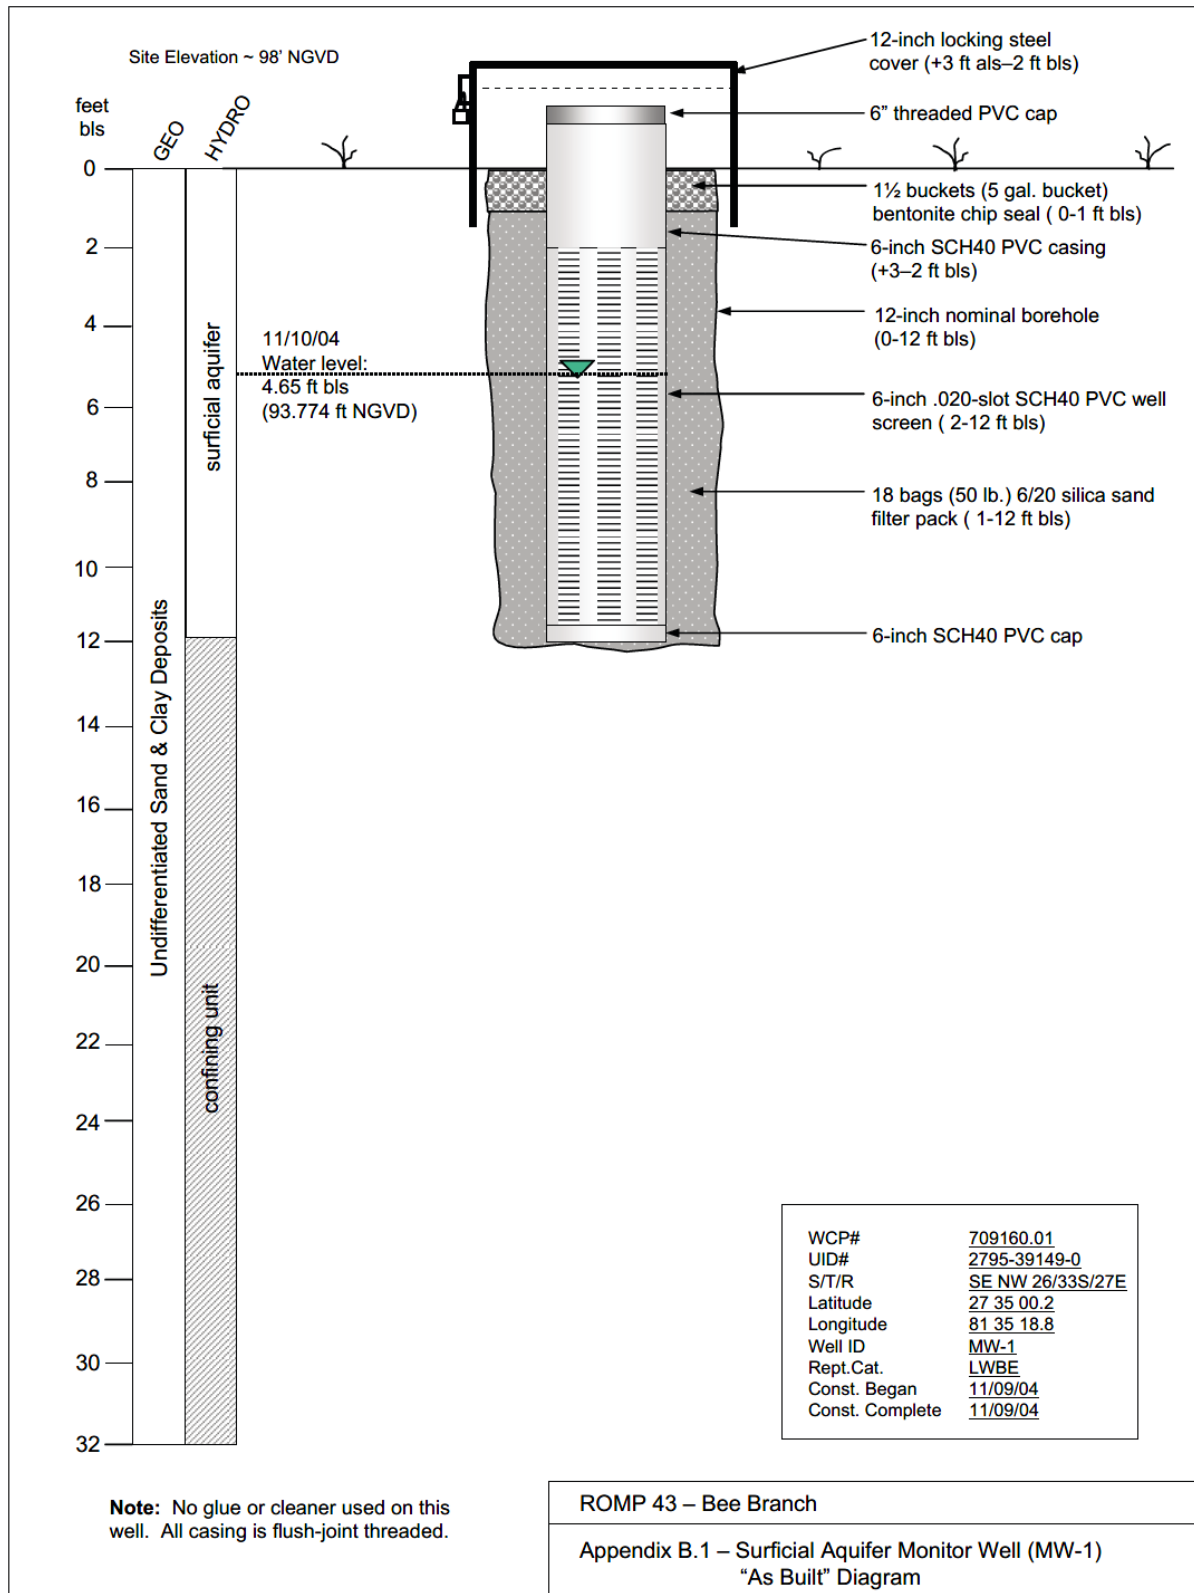 Site Elevation ~ 98' NGVD
12-inch locking steel
cover (+3 ft als–2 ft bls)
feet
bls
GEO
HYDRO
6” threaded PVC cap
0
1½ buckets (5 gal. bucket)
bentonite chip seal ( 0-1 ft bls)
2
6-inch SCH40 PVC casing
(+3–2 ft bls)
4
12-inch nominal borehole
(0-12 ft bls)
11/10/04
Water level:
4.65 ft bls
(93.774 ft NGVD)
surficial aquifer
6
6-inch .020-slot SCH40 PVC well
screen ( 2-12 ft bls)
8
18 bags (50 lb.) 6/20 silica sand
filter pack ( 1-12 ft bls)
10
12
6-inch SCH40 PVC cap
Undifferentiated Sand & Clay Deposits
14
16
18
20
confining unit
22
24
26
28
30
32
WCP# 709160.01
UID# 2795-39149-0
S/T/R SE NW 26/33S/27E
Latitude 27 35 00.2
Longitude 81 35 18.8
Well ID MW-1
Rept.Cat. LWBE
Const. Began 11/09/04
Const. Complete 11/09/04
Note: No glue or cleaner used on this
well. All casing is flush-joint threaded.
ROMP 43 – Bee Branch
Appendix B.1 – Surficial Aquifer Monitor Well (MW-1)
“As Built” Diagram